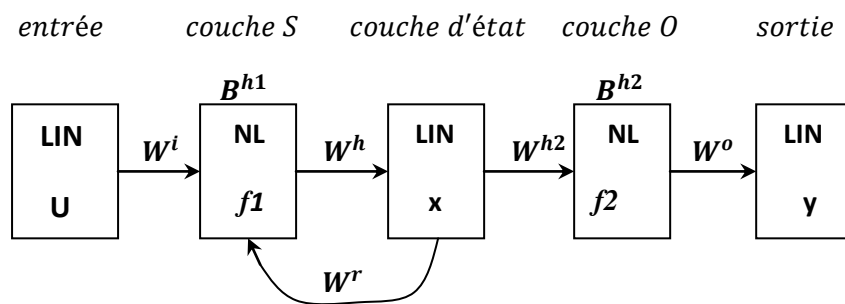 entrée couche S couche d'état couche O sortie
B^{h1} B^{h2}
LIN NL LIN NL LIN
W^i W^h W^{h2} W^o
U f1 x f2 y
W^r